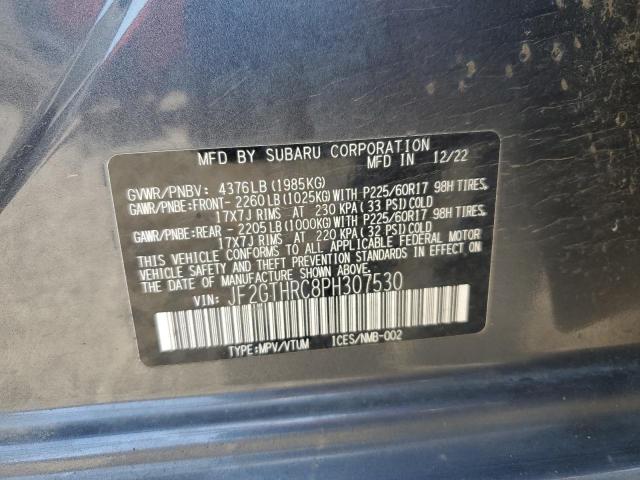 MFD BY SUBARU CORPORATION
MFD IN 12/22
GVWR/PNBV: 4376LB(1985KG)
GAWR/PNBE:FRONT- 2260LB(1025KG)WITH P225/60R17 98H TIRES,
17X7J RIMS AT 230 KPA(33 PSI)COLD
GAWR/PNBE:REAR - 2205LB(1000KG)WITH P225/60R17 98H TIRES,
17X7J RIMS AT 220 KPA(32 PSI)COLD
THIS VEHICLE CONFORMS TO ALL APPLICABLE FEDERAL MOTOR
VEHICLE SAFETY AND THEFT PREVENTION STANDARDS IN EFFECT ON
THE DATE OF MANUFACTURE SHOWN ABOVE.
VIN: JF2GTHRC8PH307530
TYPE:MPV/VTUM ICES/NMB-002